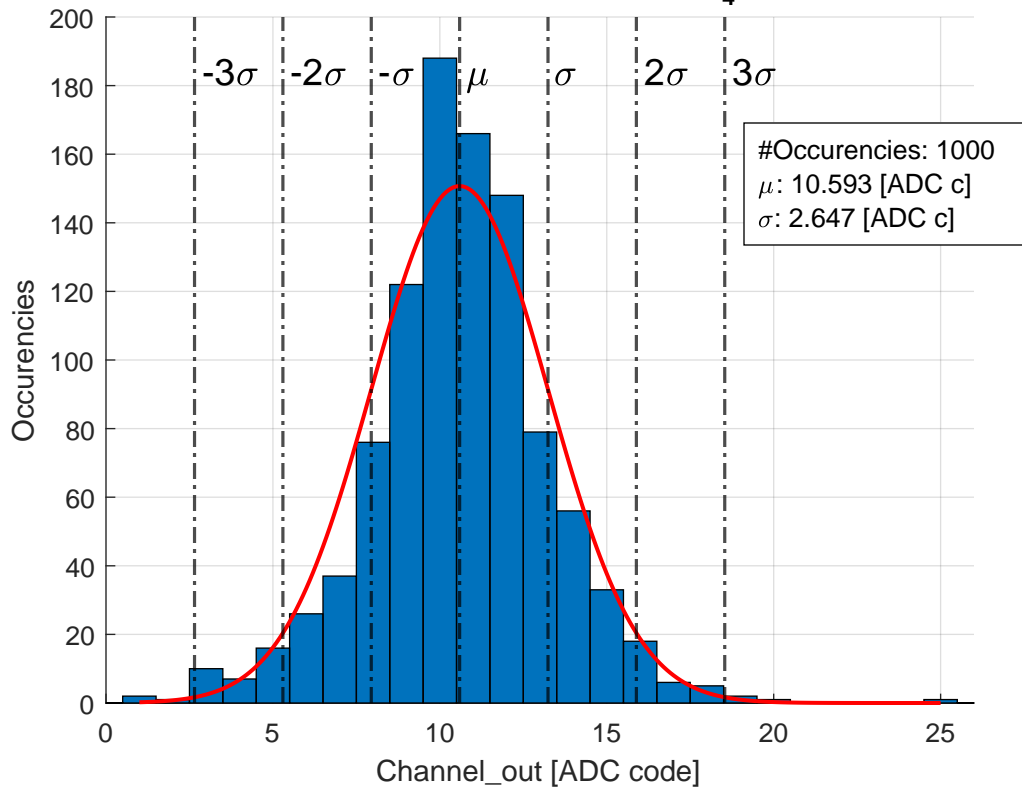 4
200
180
160
140
120
100
80
60
40
20
0
Occurencies
-3σ
-2σ
-σ
μ
σ
2σ
3σ
#Occurencies: 1000
μ: 10.593 [ADC c]
σ: 2.647 [ADC c]
0 5 10 15 20 25
Channel_out [ADC code]